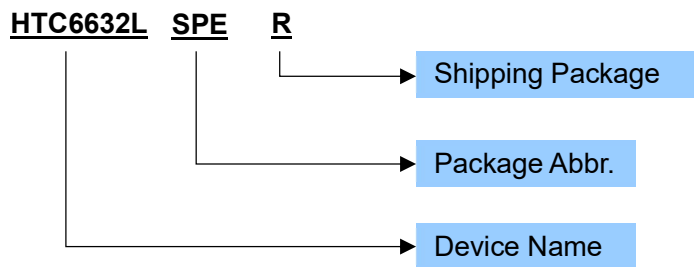 HTC6632L SPE R
Shipping Package
Package Abbr.
Device Name